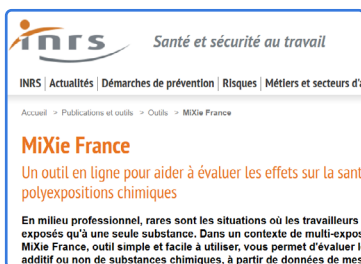 inrs
Santé et sécurité au travail
INRS | Actualités | Démarches de prévention | Risques | Métiers et secteurs d'a
Accueil > Publications et outils > Outils > MiXie France
MiXie France
Un outil en ligne pour aider à évaluer les effets sur la sant
polyexpositions chimiques
En milieu professionnel, rares sont les situations où les travailleurs
exposés qu'à une seule substance. Dans un contexte de multi-expos
MiXie France, outil simple et facile à utiliser, vous permet d'évaluer l
additif ou non de substances chimiques, à partir de données de mes